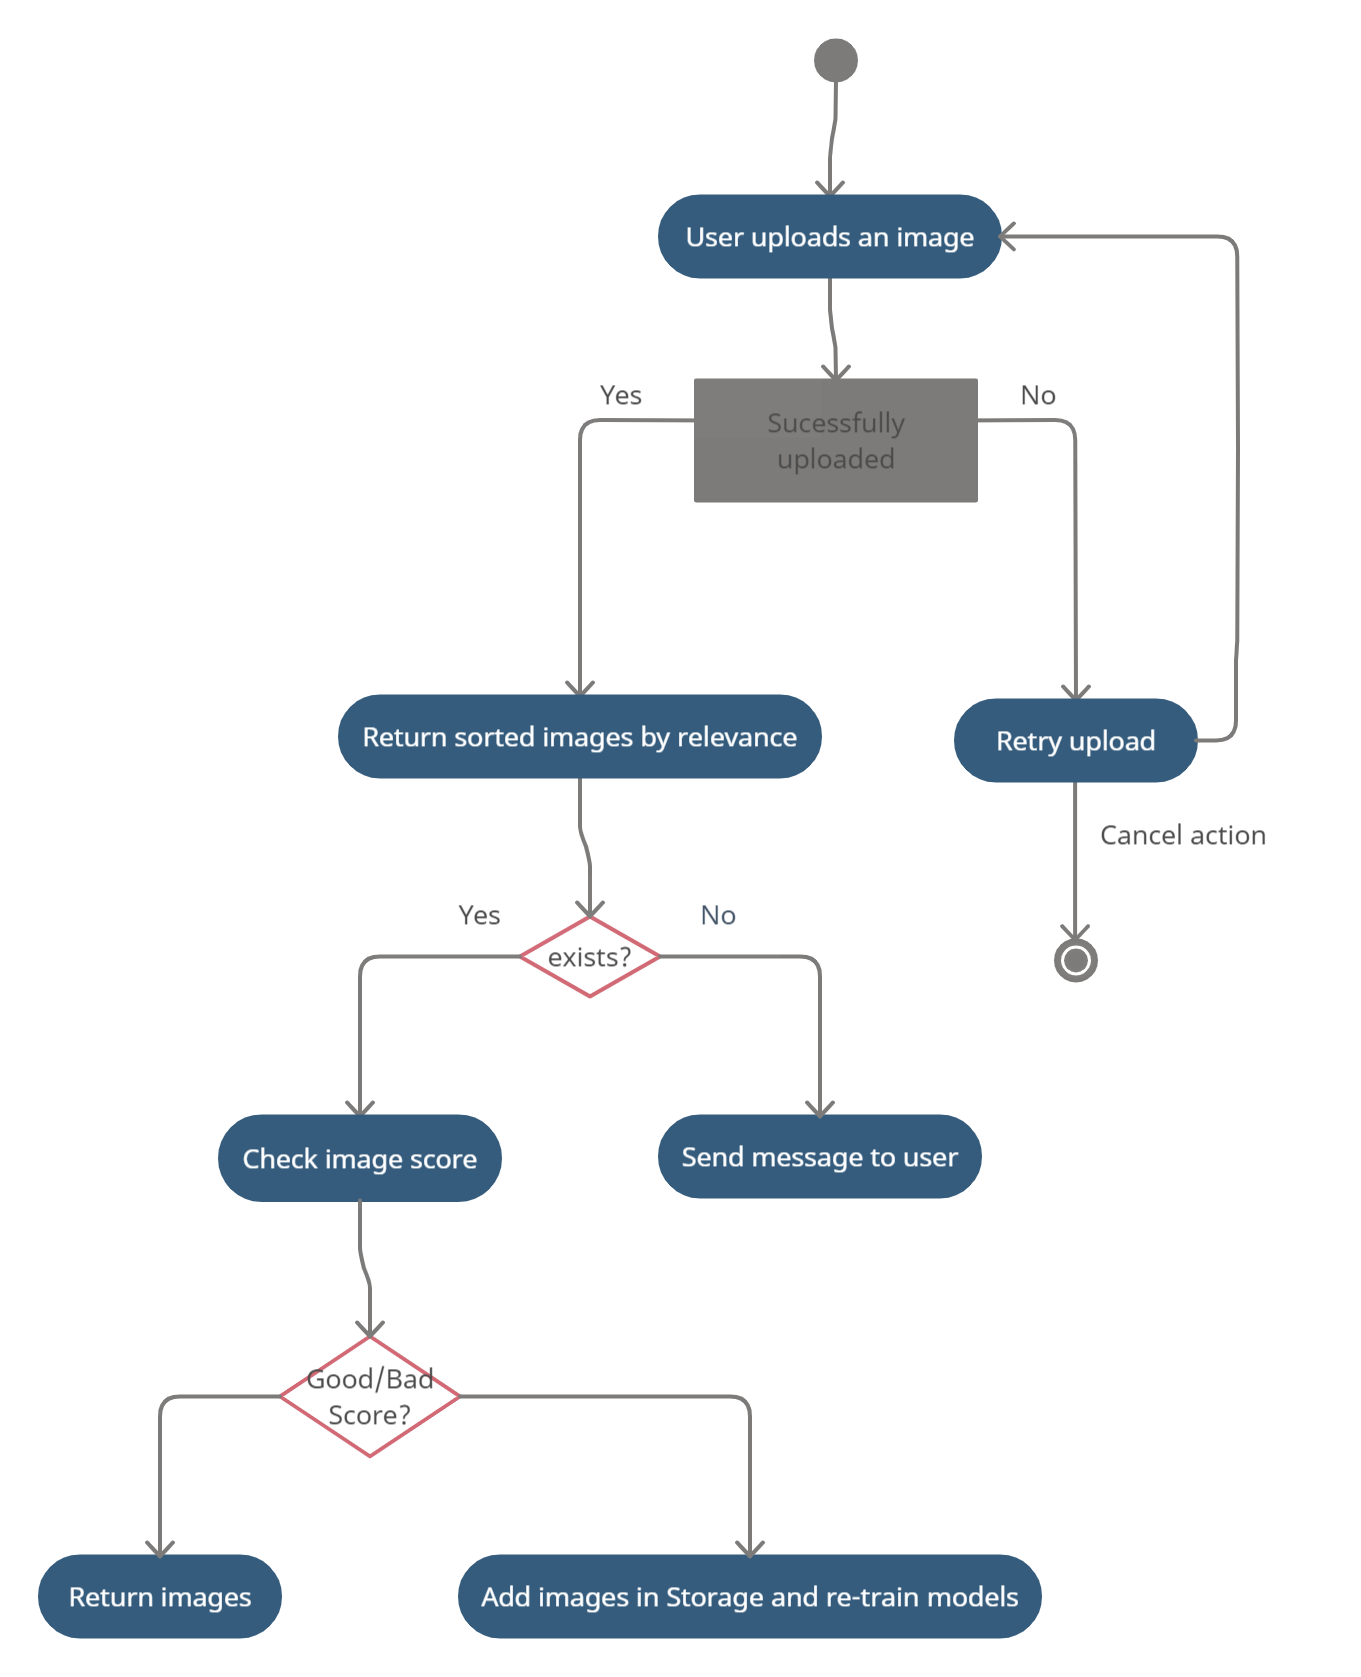 User uploads an image
Yes
No
Sucessfully
uploaded
Return sorted images by relevance
Retry upload
Cancel action
Yes
No
exists?
Check image score
Send message to user
Good/Bad
Score?
Return images
Add images in Storage and re-train models